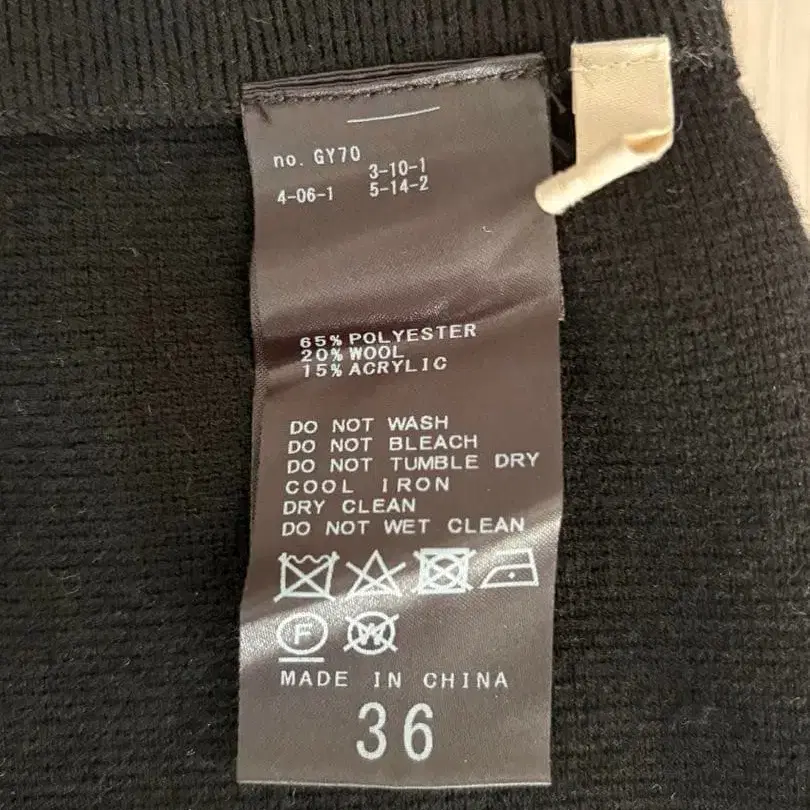 no. GY70
3-10-1
4-06-1 5-14-2
65% POLYESTER
20% WOOL
15% ACRYLIC
DO NOT WASH
DO NOT BLEACH
DO NOT TUMBLE DRY
COOL IRON
DRY CLEAN
DO NOT WET CLEAN
F W
MADE IN CHINA
36